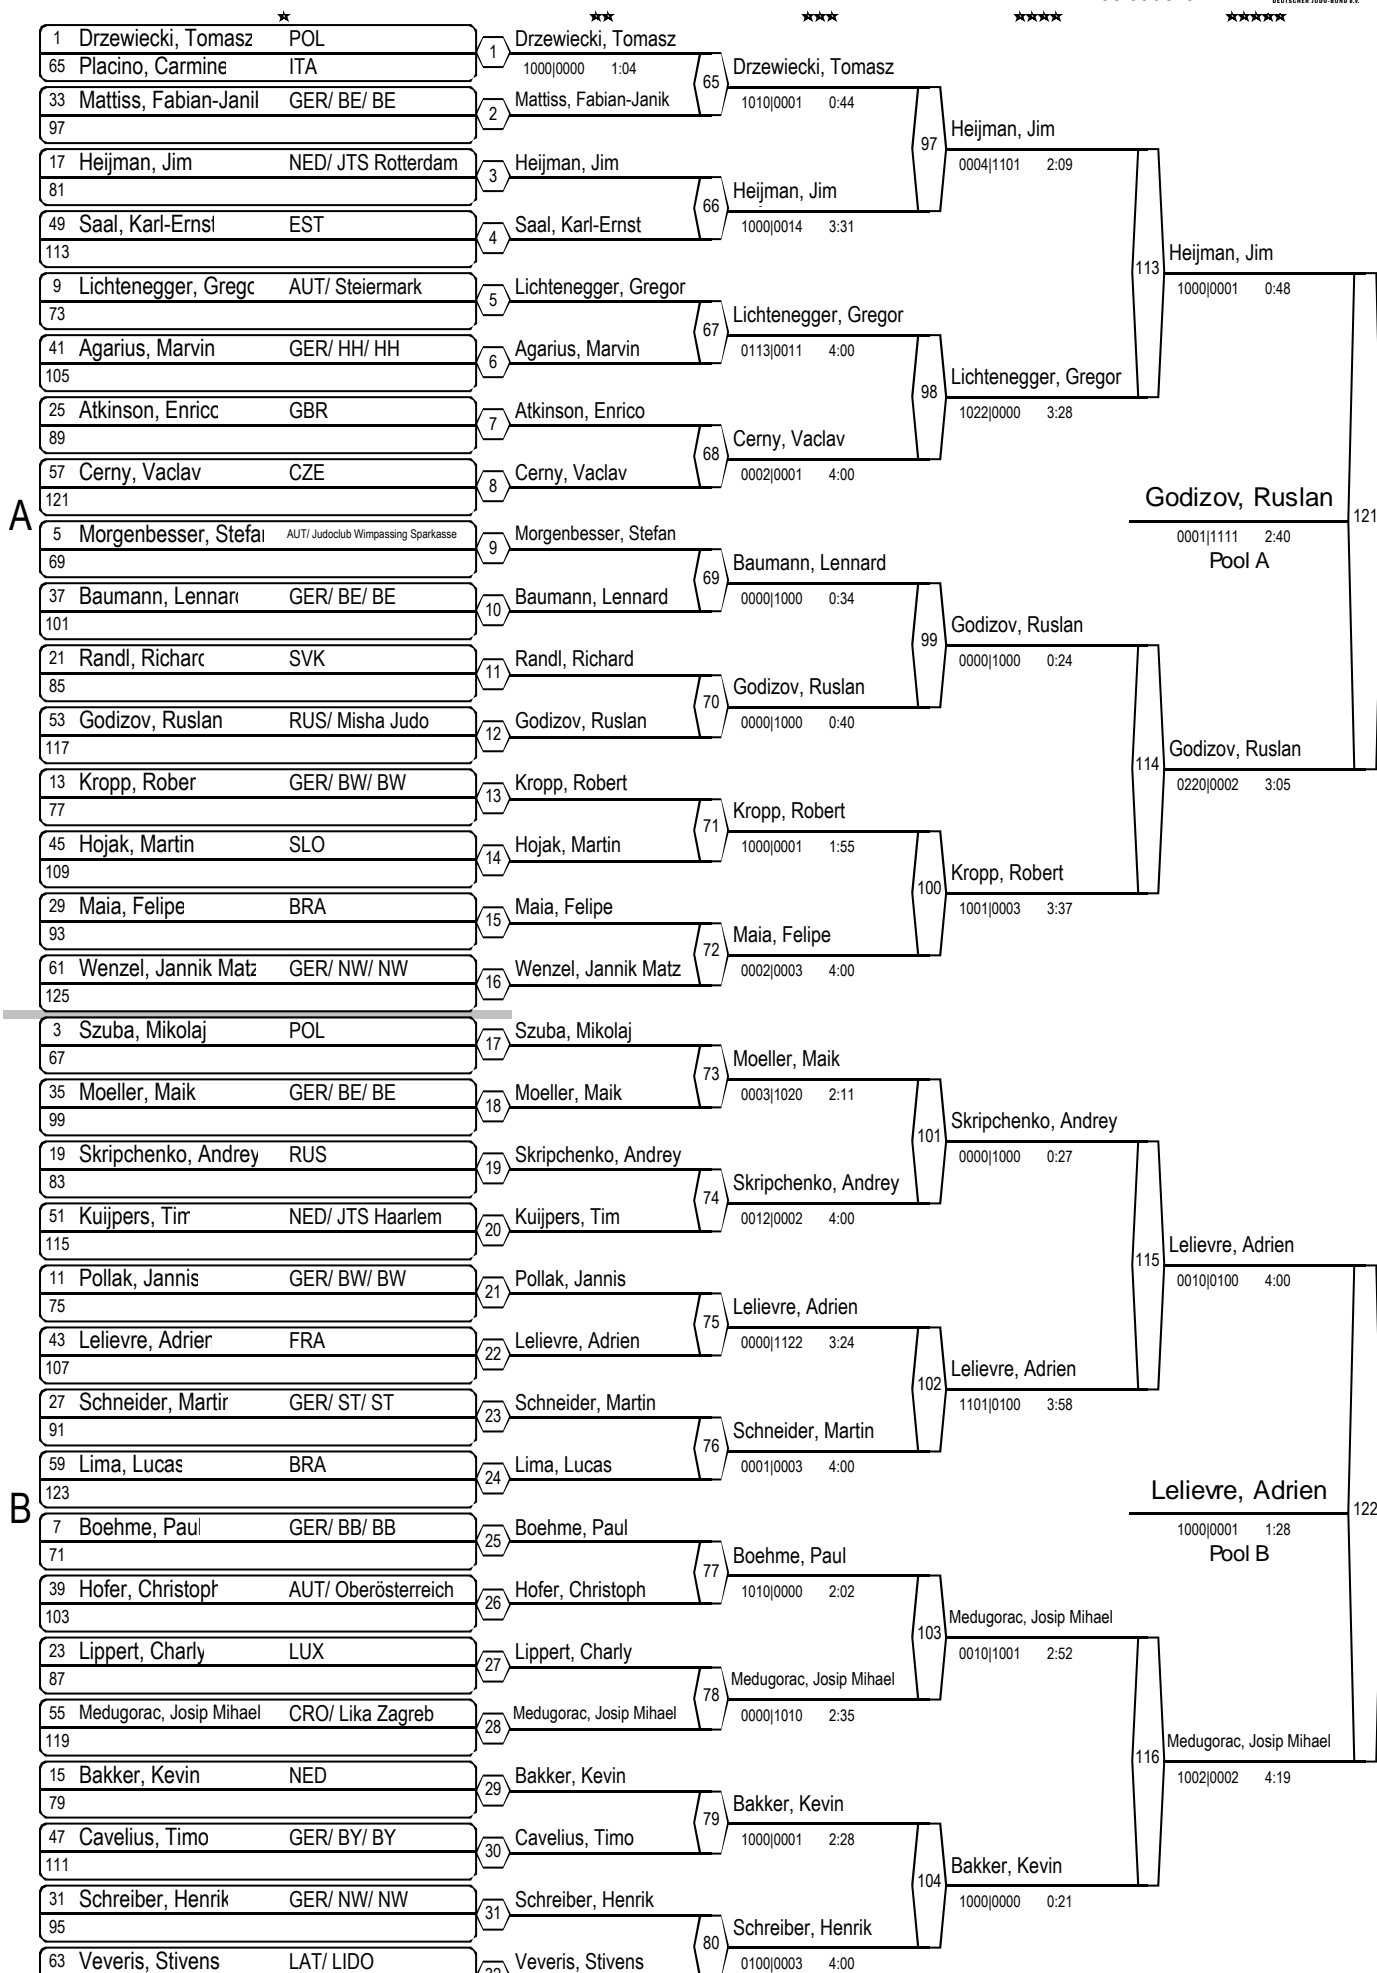 DEUTSCHER JUDO-BUND e.V.
1 Drzewiecki, Tomasz POL
65 Placino, Carmine ITA
33 Mattiss, Fabian-Janil GER/ BE/ BE
97
17 Heijman, Jim NED/ JTS Rotterdam
81
49 Saal, Karl-Ernst EST
113
9 Lichtenegger, Grego AUT/ Steiermark
73
41 Agarius, Marvin GER/ HH/ HH
105
25 Atkinson, Enrico GBR
89
57 Cerny, Vaclav CZE
121
A
5 Morgenbesser, Stefan AUT/ Judoclub Wimpassing Sparkasse
69
37 Baumann, Lennard GER/ BE/ BE
101
21 Randl, Richard SVK
85
53 Godizov, Ruslan RUS/ Misha Judo
117
13 Kropp, Rober GER/ BW/ BW
77
45 Hojak, Martin SLO
109
29 Maia, Felipe BRA
93
61 Wenzel, Jannik Matz GER/ NW/ NW
125
3 Szuba, Mikolaj POL
67
35 Moeller, Maik GER/ BE/ BE
99
19 Skripchenko, Andrey RUS
83
51 Kuijpers, Tim NED/ JTS Haarlem
115
11 Pollak, Jannis GER/ BW/ BW
75
43 Lelievre, Adrien FRA
107
27 Schneider, Martin GER/ ST/ ST
91
59 Lima, Lucas BRA
123
B
7 Boehme, Paul GER/ BB/ BB
71
39 Hofer, Christoph AUT/ Oberösterreich
103
23 Lippert, Charly LUX
87
55 Medugorac, Josip Mihael CRO/ Lika Zagreb
119
15 Bakker, Kevin NED
79
47 Cavelius, Timo GER/ BY/ BY
111
31 Schreiber, Henrik GER/ NW/ NW
95
63 Veveris, Stivens LAT/ LIDO
1 Drzewiecki, Tomasz
1000|0000 1:04
2 Mattiss, Fabian-Janik
3 Heijman, Jim
4 Saal, Karl-Ernst
5 Lichtenegger, Gregor
6 Agarius, Marvin
7 Atkinson, Enrico
8 Cerny, Vaclav
9 Morgenbesser, Stefan
10 Baumann, Lennard
11 Randl, Richard
12 Godizov, Ruslan
13 Kropp, Robert
14 Hojak, Martin
15 Maia, Felipe
16 Wenzel, Jannik Matz
17 Szuba, Mikolaj
18 Moeller, Maik
19 Skripchenko, Andrey
20 Kuijpers, Tim
21 Pollak, Jannis
22 Lelievre, Adrien
23 Schneider, Martin
24 Lima, Lucas
25 Boehme, Paul
26 Hofer, Christoph
27 Lippert, Charly
28 Medugorac, Josip Mihael
29 Bakker, Kevin
30 Cavelius, Timo
31 Schreiber, Henrik
Veveris, Stivens
65 Drzewiecki, Tomasz
1010|0001 0:44
66 Heijman, Jim
1000|0014 3:31
67 Lichtenegger, Gregor
0113|0011 4:00
68 Cerny, Vaclav
0002|0001 4:00
69 Baumann, Lennard
0000|1000 0:34
70 Godizov, Ruslan
0000|1000 0:40
71 Kropp, Robert
1000|0001 1:55
72 Maia, Felipe
0002|0003 4:00
73 Moeller, Maik
0003|1020 2:11
74 Skripchenko, Andrey
0012|0002 4:00
75 Lelievre, Adrien
0000|1122 3:24
76 Schneider, Martin
0001|0003 4:00
77 Boehme, Paul
1010|0000 2:02
78 Medugorac, Josip Mihael
0000|1010 2:35
79 Bakker, Kevin
1000|0001 2:28
80 Schreiber, Henrik
0100|0003 4:00
97 Heijman, Jim
0004|1101 2:09
98 Lichtenegger, Gregor
1022|0000 3:28
99 Godizov, Ruslan
0000|1000 0:24
100 Kropp, Robert
1001|0003 3:37
101 Skripchenko, Andrey
0000|1000 0:27
102 Lelievre, Adrien
1101|0100 3:58
103 Medugorac, Josip Mihael
0010|1001 2:52
104 Bakker, Kevin
1000|0000 0:21
113 Heijman, Jim
1000|0001 0:48
114 Godizov, Ruslan
0220|0002 3:05
115 Lelievre, Adrien
0010|0100 4:00
116 Medugorac, Josip Mihael
1002|0002 4:19
Godizov, Ruslan 121
0001|1111 2:40
Pool A
Lelievre, Adrien 122
1000|0001 1:28
Pool B